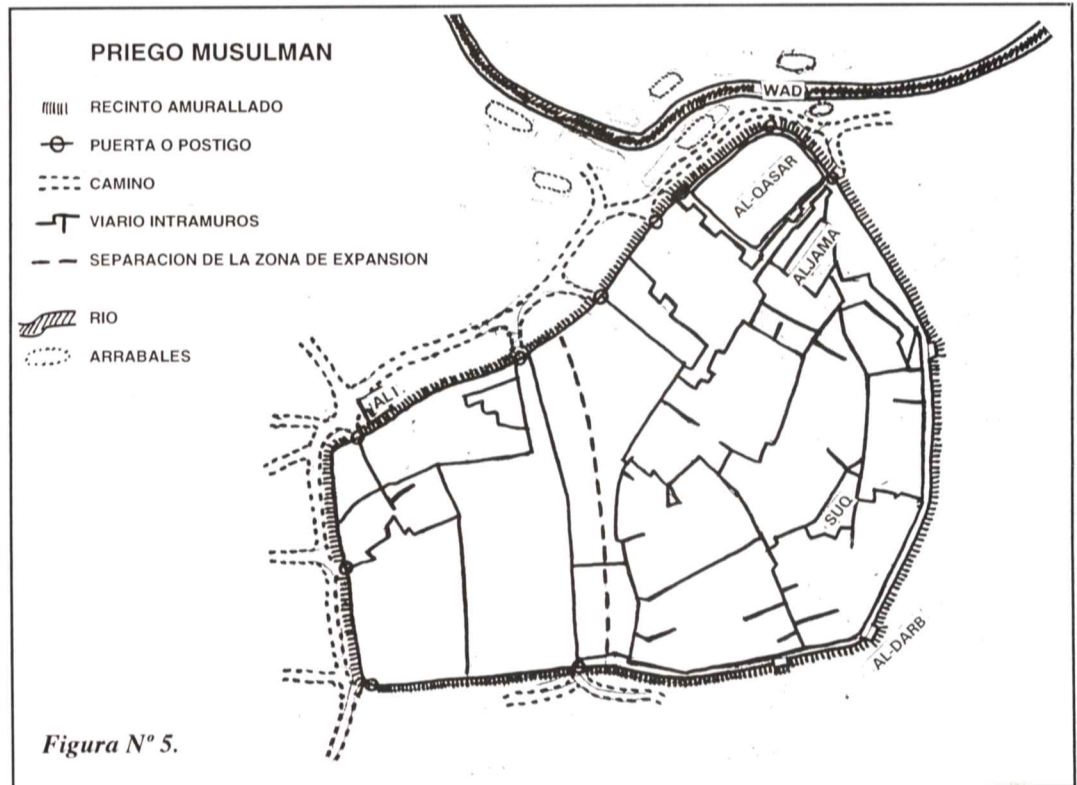 PRIEGO MUSULMAN
RECINTO AMURALLADO
PUERTA O POSTIGO
CAMINO
VIARIO INTRAMUROS
SEPARACION DE LA ZONA DE EXPANSION
RIO
ARRABALES
WAD
AL-QASAR
ALJAMA
ALI.
SUQ
AL-DARB
Figura Nº 5.